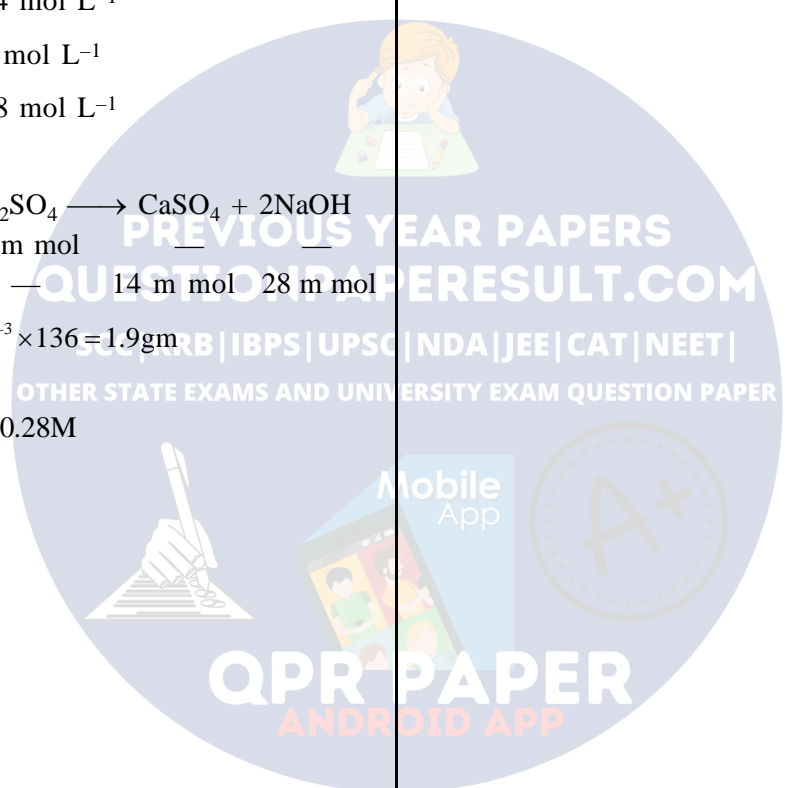 4 mol L–1
mol L–1
8 mol L–1
2SO4 ⟶ CaSO4 + 2NaOH
m mol — —
— 14 m mol 28 m mol
–3 ×136 = 1.9gm
0.28M
PREVIOUS YEAR PAPERS
QUESTIONPAPERESULT.COM
SCC|RRB|IBPS|UPSC|NDA|JEE|CAT|NEET|
OTHER STATE EXAMS AND UNIVERSITY EXAM QUESTION PAPER
Mobile
App
A+
QPR PAPER
ANDROID APP